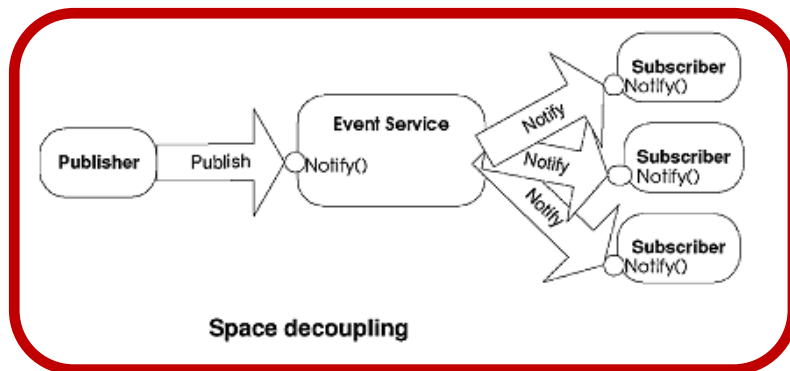 Publisher
Publish
Event Service
Notify()
Notify
Notify
Notify
Subscriber
Notify()
Subscriber
Notify()
Subscriber
Notify()
Space decoupling